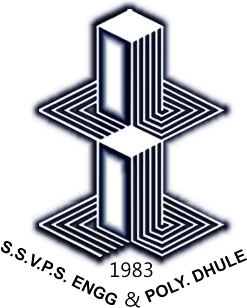 1983
S.S.V.P.S. ENGG & POLY. DHULE